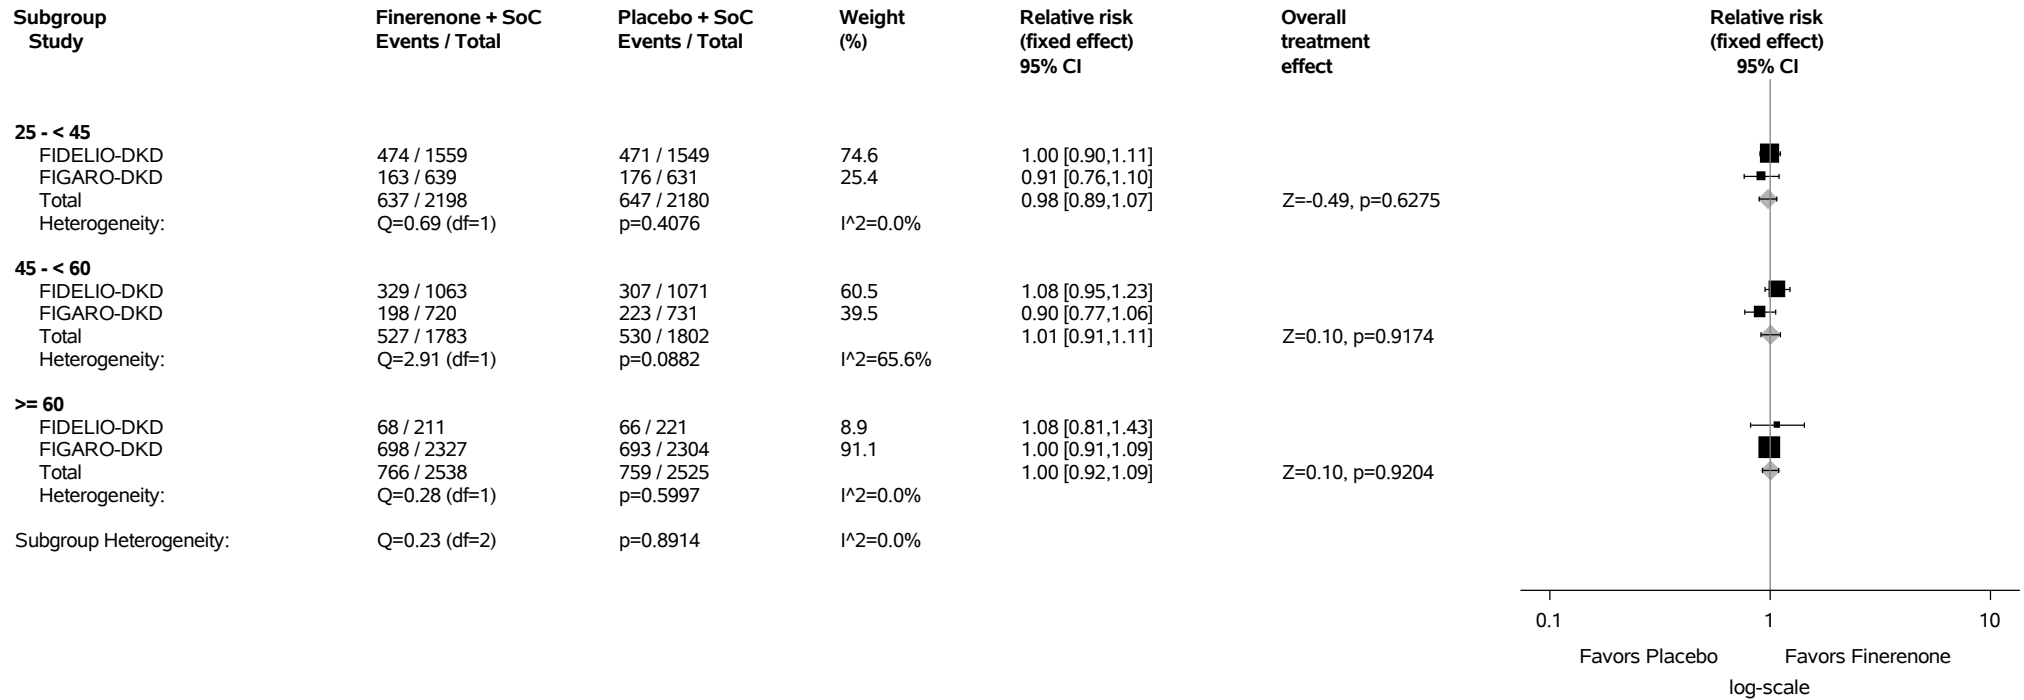 Subgroup Finerenone + SoC Placebo + SoC Weight Relative risk Overall Relative risk
Study Events / Total Events / Total (%) (fixed effect) treatment (fixed effect)
95% CI effect 95% CI
25 - < 45
FIDELIO-DKD 474 / 1559 471 / 1549 74.6 1.00 [0.90,1.11]
FIGARO-DKD 163 / 639 176 / 631 25.4 0.91 [0.76,1.10]
Total 637 / 2198 647 / 2180 0.98 [0.89,1.07] Z=-0.49, p=0.6275
Heterogeneity: Q=0.69 (df=1) p=0.4076 I^2=0.0%
45 - < 60
FIDELIO-DKD 329 / 1063 307 / 1071 60.5 1.08 [0.95,1.23]
FIGARO-DKD 198 / 720 223 / 731 39.5 0.90 [0.77,1.06]
Total 527 / 1783 530 / 1802 1.01 [0.91,1.11] Z=0.10, p=0.9174
Heterogeneity: Q=2.91 (df=1) p=0.0882 I^2=65.6%
>= 60
FIDELIO-DKD 68 / 211 66 / 221 8.9 1.08 [0.81,1.43]
FIGARO-DKD 698 / 2327 693 / 2304 91.1 1.00 [0.91,1.09]
Total 766 / 2538 759 / 2525 1.00 [0.92,1.09] Z=0.10, p=0.9204
Heterogeneity: Q=0.28 (df=1) p=0.5997 I^2=0.0%
Subgroup Heterogeneity: Q=0.23 (df=2) p=0.8914 I^2=0.0%
0.1 1 10
Favors Placebo Favors Finerenone
log-scale